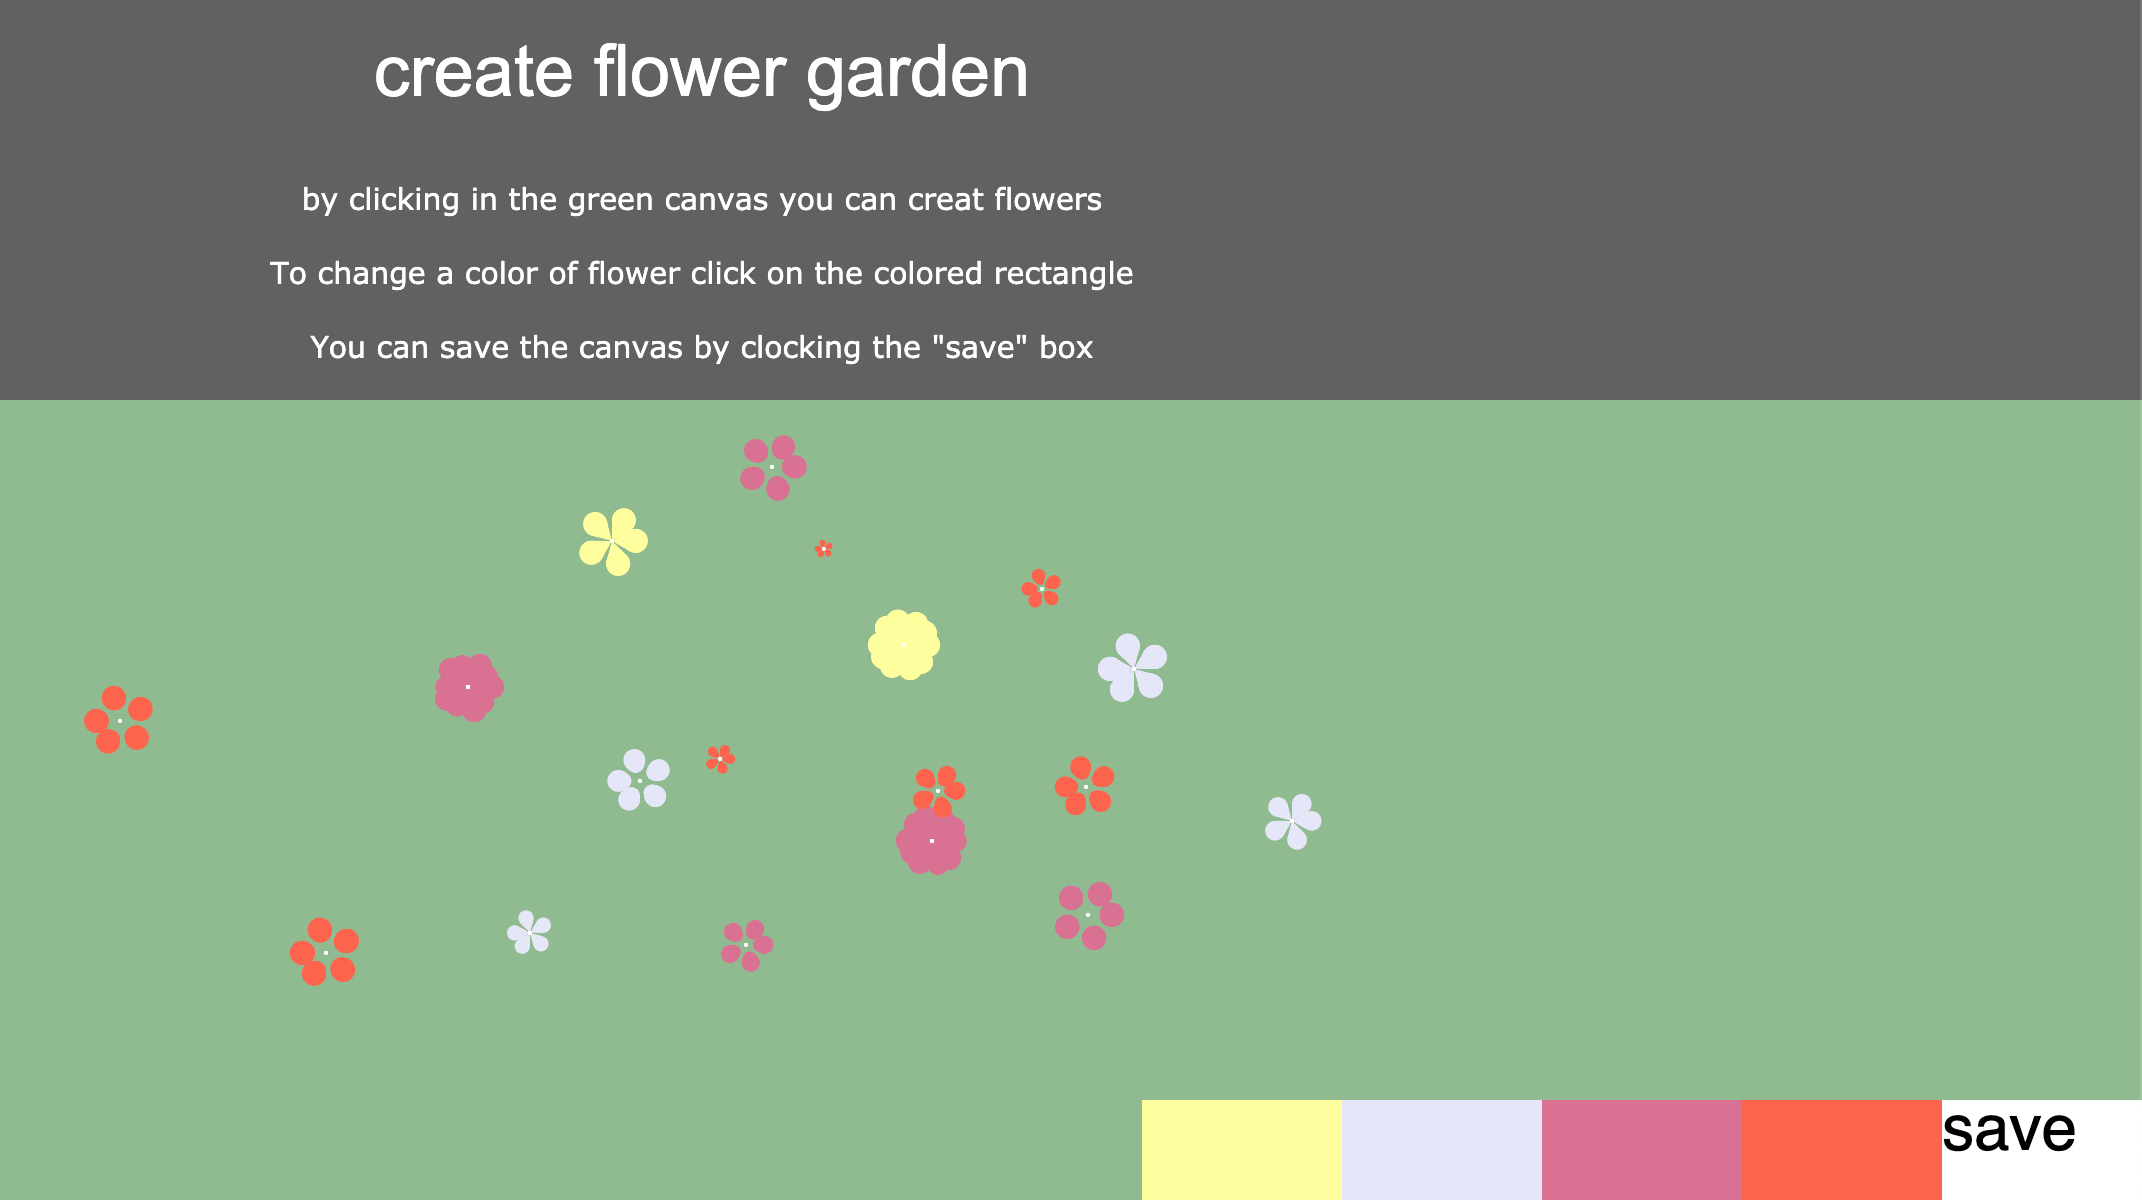 create flower garden
by clicking in the green canvas you can creat flowers
To change a color of flower click on the colored rectangle
You can save the canvas by clocking the "save" box
save